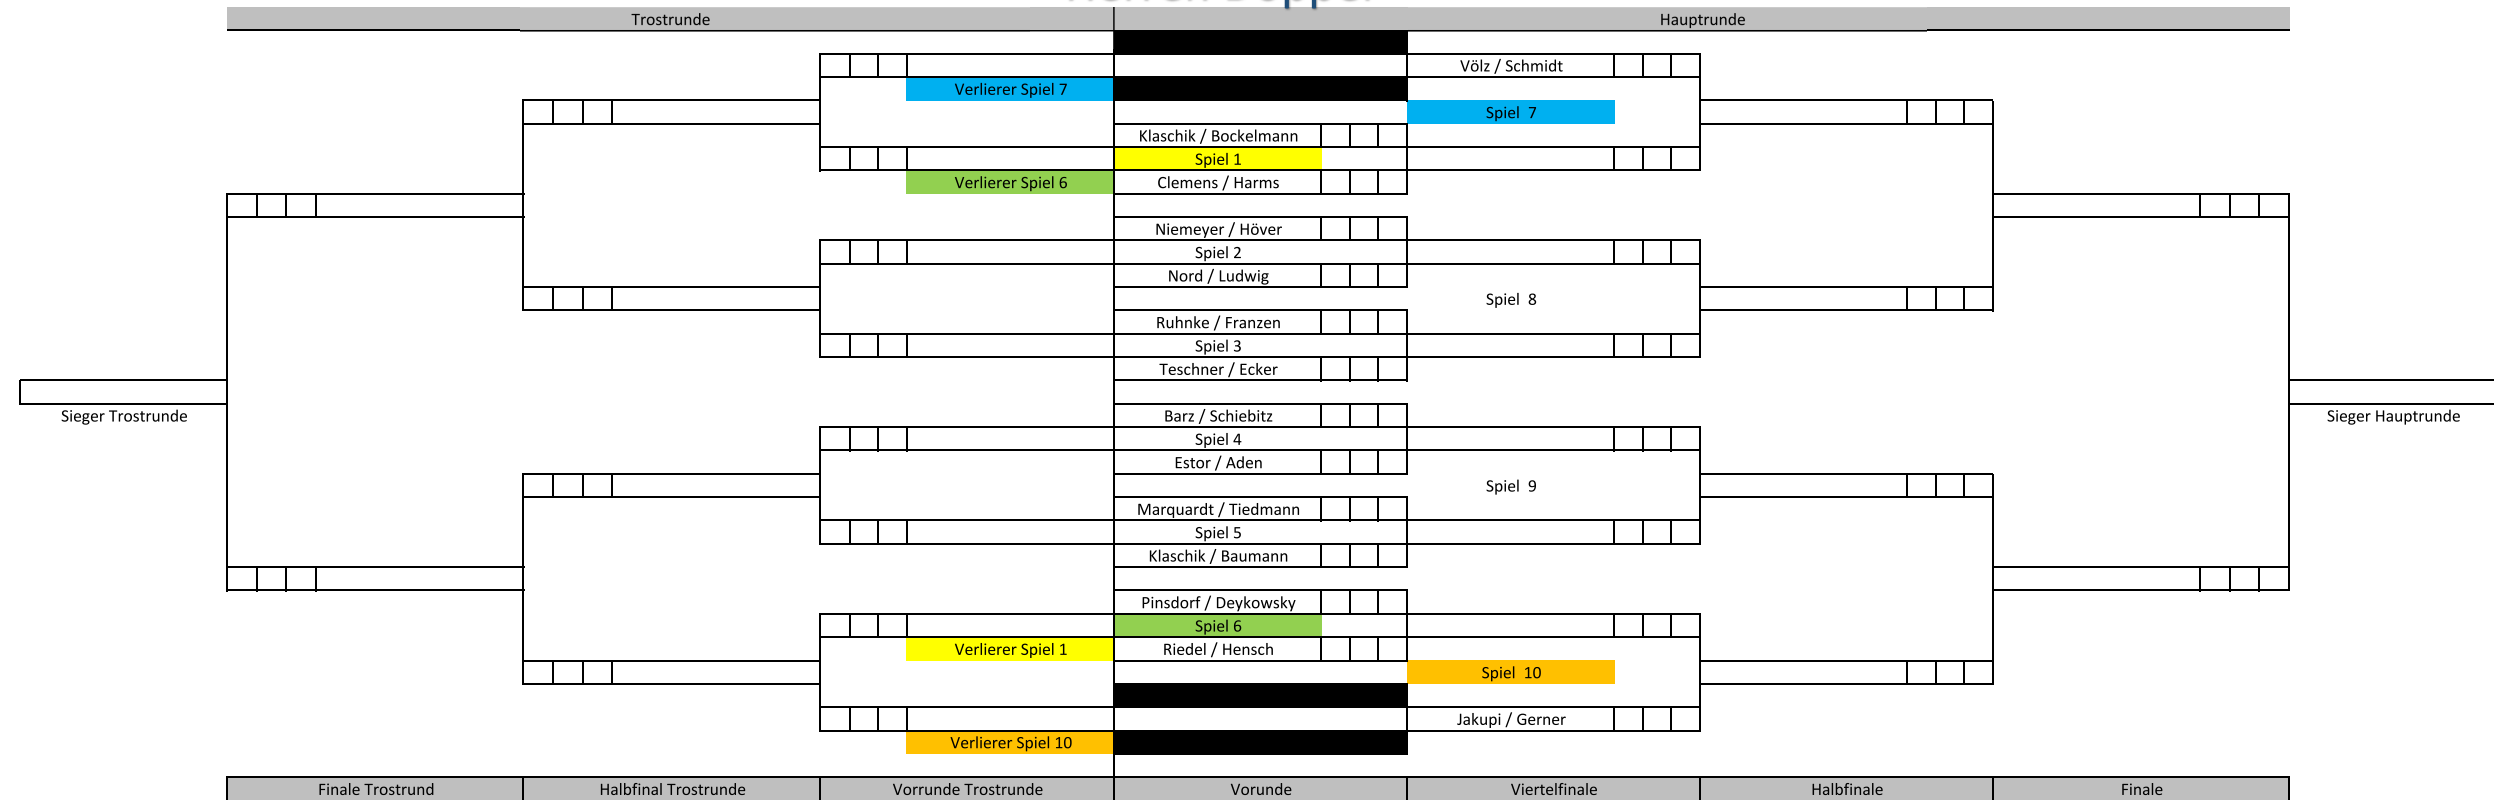 Trostrunde Hauptrunde
Völz / Schmidt
Verlierer Spiel 7
Spiel 7
Klaschik / Bockelmann
Spiel 1
Verlierer Spiel 6 Clemens / Harms
Niemeyer / Höver
Spiel 2
Nord / Ludwig
Spiel 8
Ruhnke / Franzen
Spiel 3
Teschner / Ecker
Barz / Schiebitz
Sieger Trostrunde Sieger Hauptrunde
Spiel 4
Estor / Aden
Spiel 9
Marquardt / Tiedmann
Spiel 5
Klaschik / Baumann
Pinsdorf / Deykowsky
Spiel 6
Verlierer Spiel 1 Riedel / Hensch
Spiel 10
Jakupi / Gerner
Verlierer Spiel 10
Finale Trostrund Halbfinal Trostrunde Vorrunde Trostrunde Vorunde Viertelfinale Halbfinale Finale